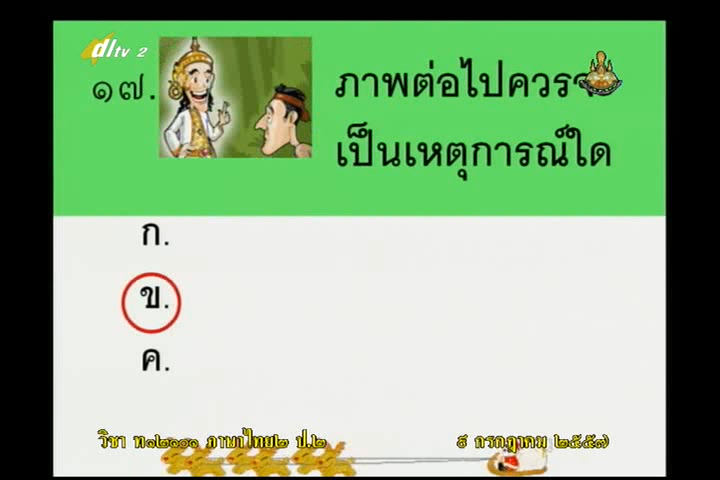 dltv 2
๑๗.
ภาพต่อไปควร
เป็นเหตุการณ์ใด
ก.
ข.
ค.
วิชา ท๑๒๑๐๑ ภาษาไทย๒ ป.๒
๘ กรกฎาคม ๒๕๕๗